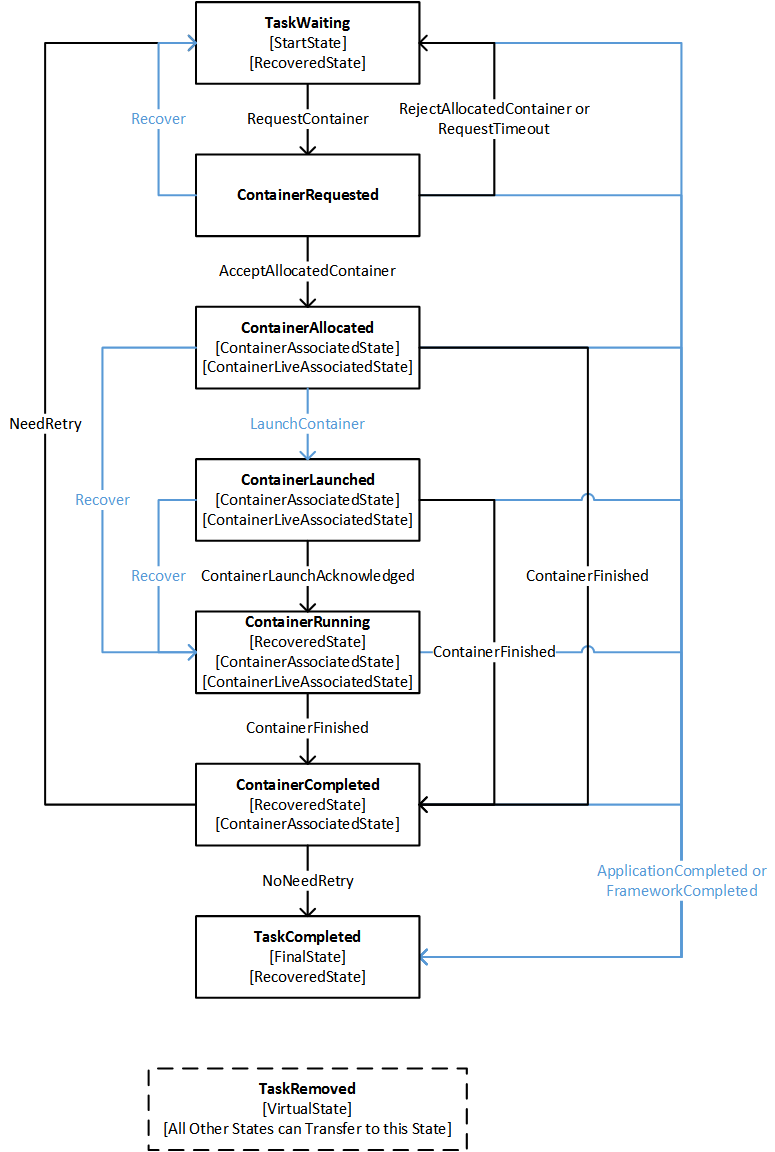 TaskWaiting
[StartState]
[RecoveredState]
Recover
RequestContainer
RejectAllocatedContainer or
RequestTimeout
ContainerRequested
AcceptAllocatedContainer
ContainerAllocated
[ContainerAssociatedState]
[ContainerLiveAssociatedState]
NeedRetry
LaunchContainer
ContainerLaunched
[ContainerAssociatedState]
[ContainerLiveAssociatedState]
Recover
Recover
ContainerLaunchAcknowledged
ContainerFinished
ContainerRunning
[RecoveredState]
[ContainerAssociatedState]
[ContainerLiveAssociatedState]
ContainerFinished
ContainerFinished
ContainerCompleted
[RecoveredState]
[ContainerAssociatedState]
NoNeedRetry
ApplicationCompleted or
FrameworkCompleted
TaskCompleted
[FinalState]
[RecoveredState]
TaskRemoved
[VirtualState]
[All Other States can Transfer to this State]